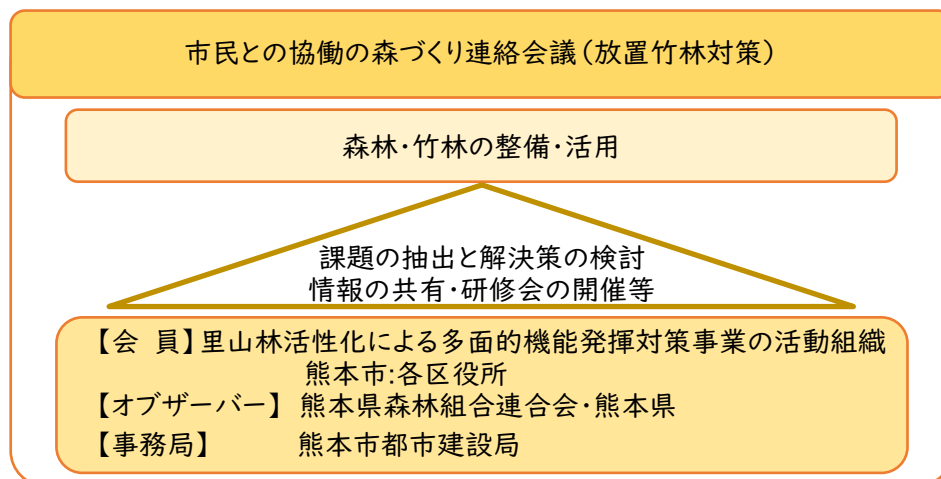 市民との協働の森づくり連絡会議（放置竹林対策）
森林・竹林の整備・活用
課題の抽出と解決策の検討
情報の共有・研修会の開催等
【会　員】里山林活性化による多面的機能発揮対策事業の活動組織
熊本市:各区役所
【オブザーバー】　熊本県森林組合連合会・熊本県
【事務局】　　　　熊本市都市建設局